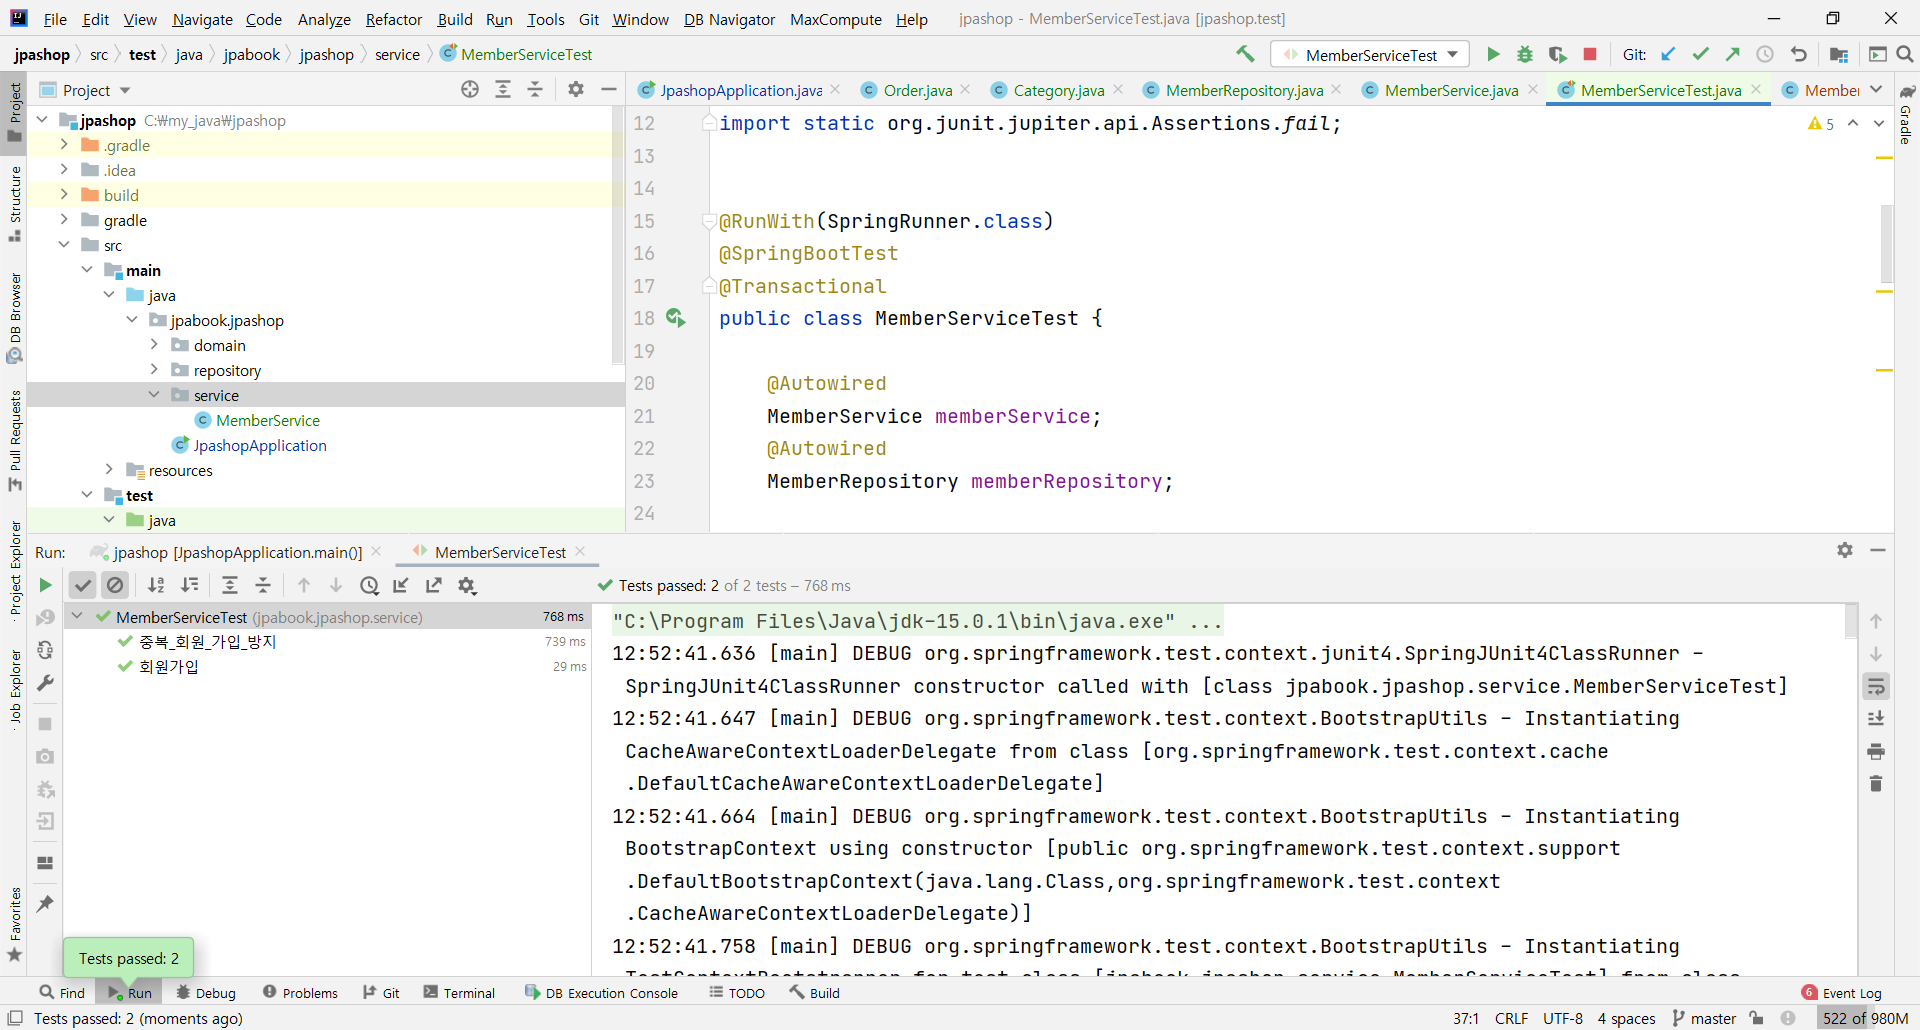 File Edit View Navigate Code Analyze Refactor Build Run Tools Git Window DB Navigator MaxCompute Help jpashop - MemberServiceTest.java [jpashop.test]
jpashop src test java jpabook jpashop service MemberServiceTest
MemberServiceTest Git:
Project
JpashopApplication.java Order.java Category.java MemberRepository.java MemberService.java MemberServiceTest.java Member
Project
Structure
DB Browser
Pull Requests
Project Explorer
Job Explorer
Favorites
Gradle
jpashop C:₩my_java₩jpashop
.gradle
.idea
build
gradle
src
main
java
jpabook.jpashop
domain
repository
service
MemberService
JpashopApplication
resources
test
java
12 import static org.junit.jupiter.api.Assertions.fail;
5
13
14
15 @RunWith(SpringRunner.class)
16 @SpringBootTest
17 @Transactional
18 public class MemberServiceTest {
19
20 @Autowired
21 MemberService memberService;
22 @Autowired
23 MemberRepository memberRepository;
24
Run: jpashop [JpashopApplication.main()] MemberServiceTest
Tests passed: 2 of 2 tests – 768 ms
MemberServiceTest (jpabook.jpashop.service) 768 ms
중복_회원_가입_방지 739 ms
회원가입 29 ms
"C:\Program Files\Java\jdk-15.0.1\bin\java.exe" ...
12:52:41.636 [main] DEBUG org.springframework.test.context.junit4.SpringJUnit4ClassRunner -
SpringJUnit4ClassRunner constructor called with [class jpabook.jpashop.service.MemberServiceTest]
12:52:41.647 [main] DEBUG org.springframework.test.context.BootstrapUtils - Instantiating
CacheAwareContextLoaderDelegate from class [org.springframework.test.context.cache
.DefaultCacheAwareContextLoaderDelegate]
12:52:41.664 [main] DEBUG org.springframework.test.context.BootstrapUtils - Instantiating
BootstrapContext using constructor [public org.springframework.test.context.support
.DefaultBootstrapContext(java.lang.Class,org.springframework.test.context
.CacheAwareContextLoaderDelegate)]
12:52:41.758 [main] DEBUG org.springframework.test.context.BootstrapUtils - Instantiating
TestContextBootstrapper for test class [jpabook.jpashop.service.MemberServiceTest] from class
Tests passed: 2
Find Run Debug Problems Git Terminal DB Execution Console TODO Build 6 Event Log
Tests passed: 2 (moments ago) 37:1 CRLF UTF-8 4 spaces master 522 of 980M